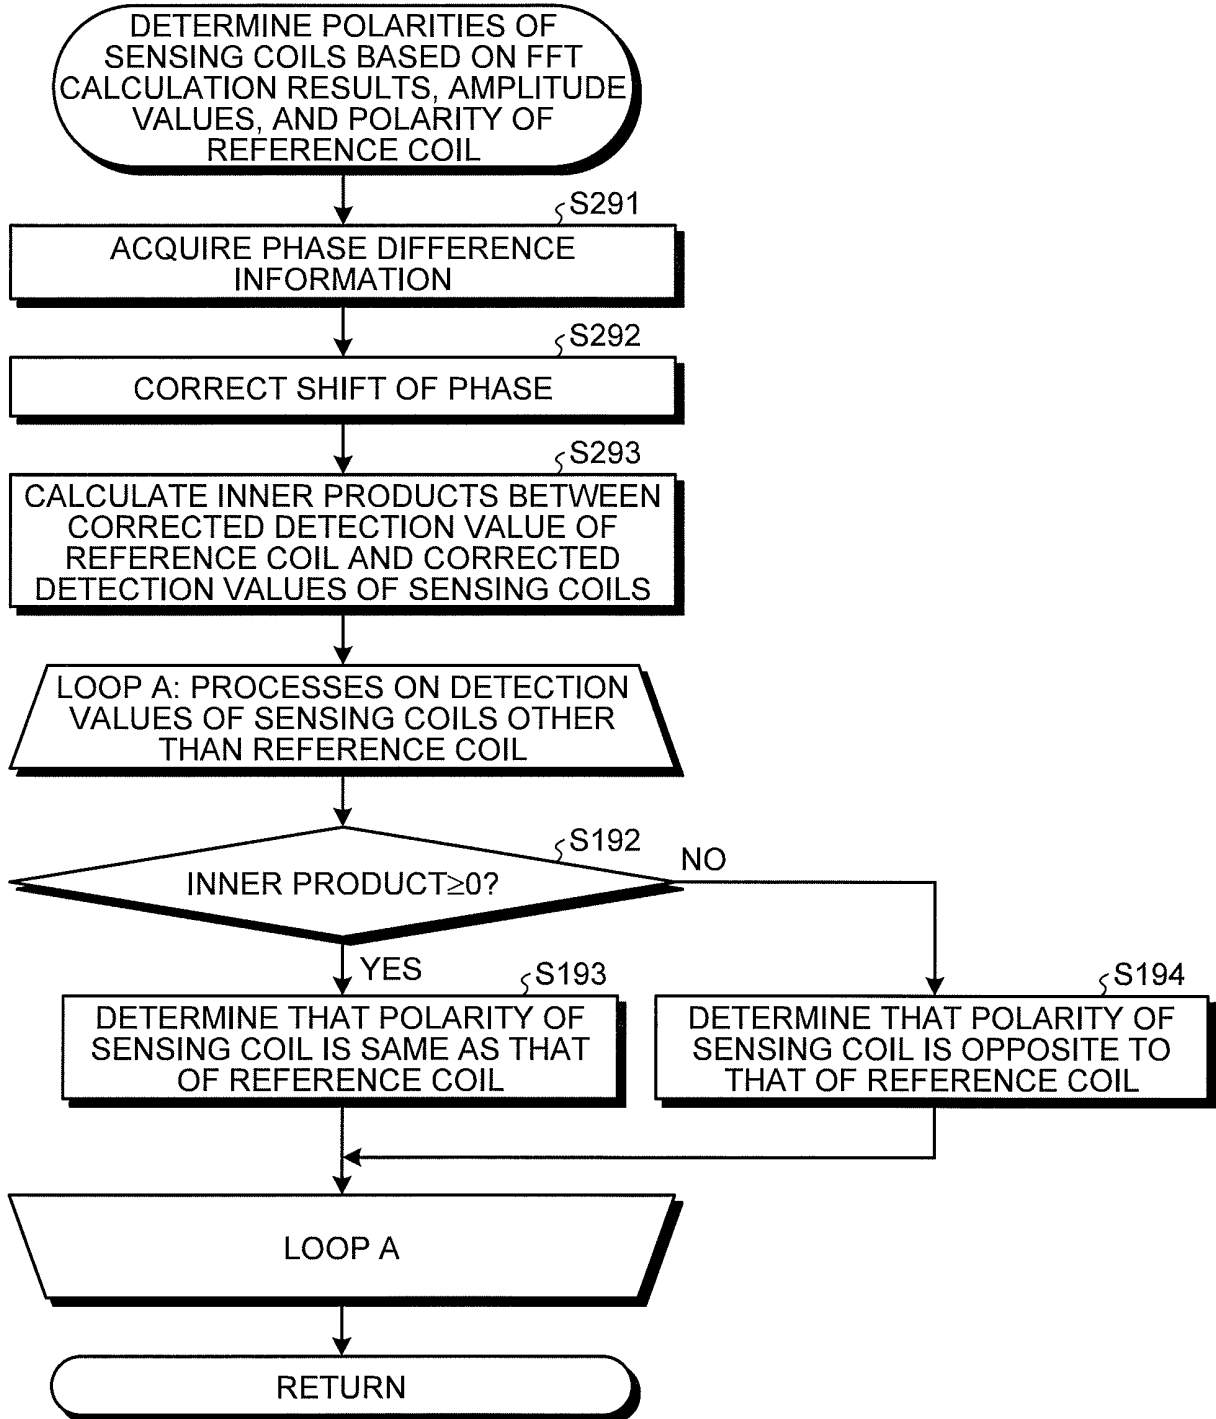 DETERMINE POLARITIES OF
SENSING COILS BASED ON FFT
CALCULATION RESULTS, AMPLITUDE
VALUES, AND POLARITY OF
REFERENCE COIL
S291
ACQUIRE PHASE DIFFERENCE
INFORMATION
S292
CORRECT SHIFT OF PHASE
S293
CALCULATE INNER PRODUCTS BETWEEN
CORRECTED DETECTION VALUE OF
REFERENCE COIL AND CORRECTED
DETECTION VALUES OF SENSING COILS
LOOP A: PROCESSES ON DETECTION
VALUES OF SENSING COILS OTHER
THAN REFERENCE COIL
S192
INNER PRODUCT≥0?
NO
YES
S193
DETERMINE THAT POLARITY OF
SENSING COIL IS SAME AS THAT
OF REFERENCE COIL
S194
DETERMINE THAT POLARITY OF
SENSING COIL IS OPPOSITE TO
THAT OF REFERENCE COIL
LOOP A
RETURN